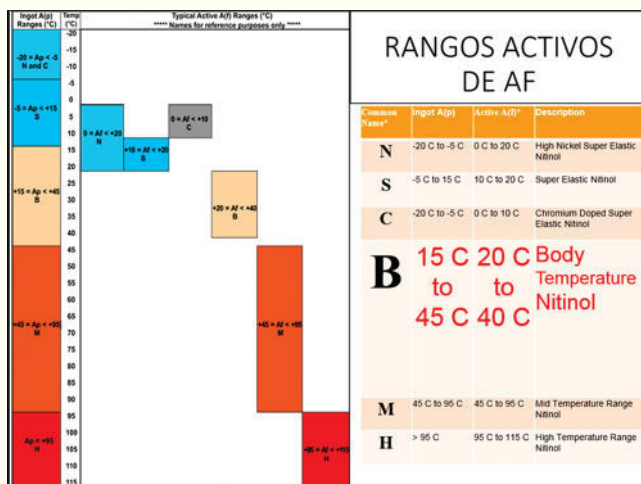 Ingot A(p)
Ranges (°C)
Temp
(°C)
Typical Active A(f) Ranges (°C)
***** Names for reference purposes only *****
-20 = Ap < -5
N and C
-5 = Ap < +15
S
+15 = Ap < +45
B
+45 = Ap < +95
M
Ap = +95
H
-20
-15
-10
-5
0
5
10
15
20
25
30
35
40
45
50
55
60
65
70
75
80
85
90
95
100
105
110
115
0 = Af < +20
N
+10 = Af < +20
S
0 = Af < +10
C
+20 = Af < +40
B
+45 = Af < +95
M
+95 = Af < +115
H
RANGOS ACTIVOS
DE AF
Common
Name*
Ingot A(p)
Active A(f)*
Description
N
-20 C to -5 C
0 C to 20 C
High Nickel Super Elastic
Nitinol
S
-5 C to 15 C
10 C to 20 C
Super Elastic Nitinol
C
-20 C to -5 C
0 C to 10 C
Chromium Doped Super
Elastic Nitinol
B
15 C
to
45 C
20 C
to
40 C
Body
Temperature
Nitinol
M
45 C to 95 C
45 C to 95 C
Mid Temperature Range
Nitinol
H
> 95 C
95 C to 115 C
High Temperature Range
Nitinol